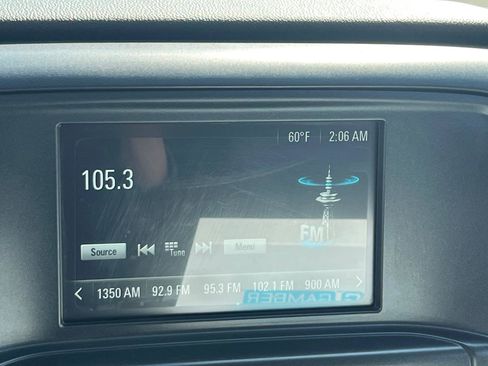 60°F 2:06 AM
105.3
FM
Source Tune Menu
1350 AM 92.9 FM 95.3 FM 102.1 FM 900 AM
GAMBER